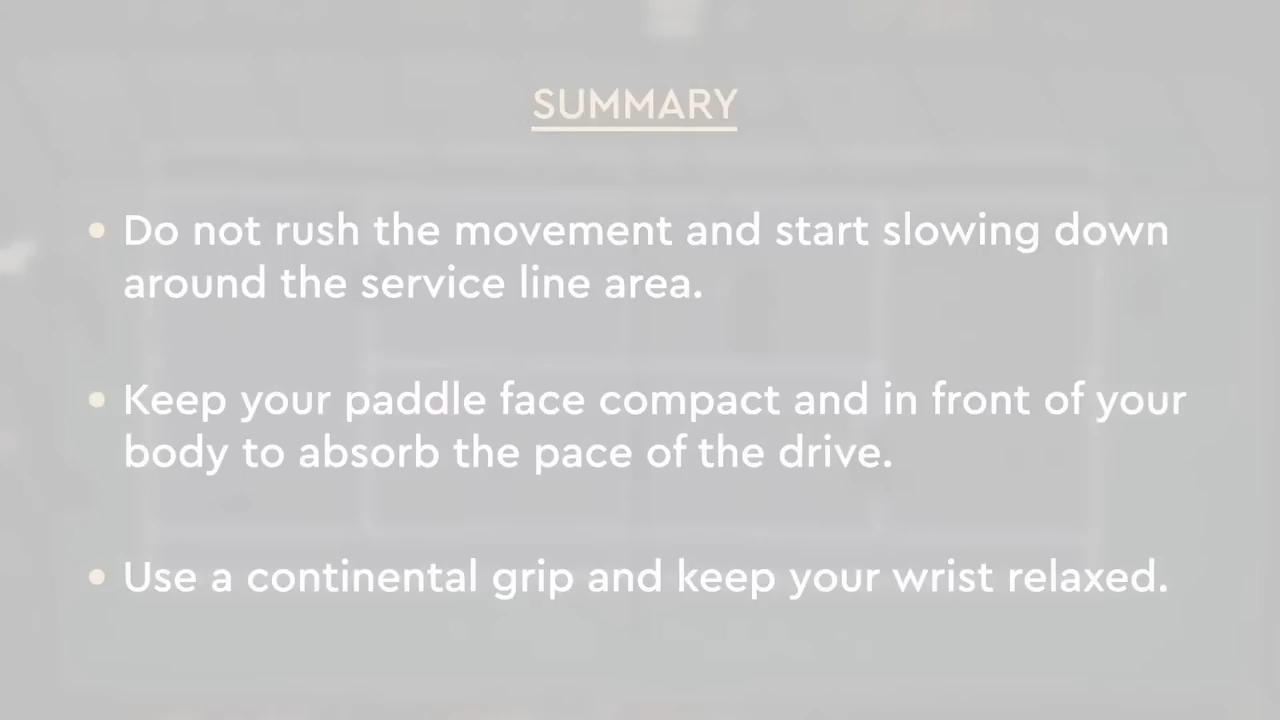 SUMMARY
• Do not rush the movement and start slowing down
around the service line area.
• Keep your paddle face compact and in front of your
body to absorb the pace of the drive.
• Use a continental grip and keep your wrist relaxed.